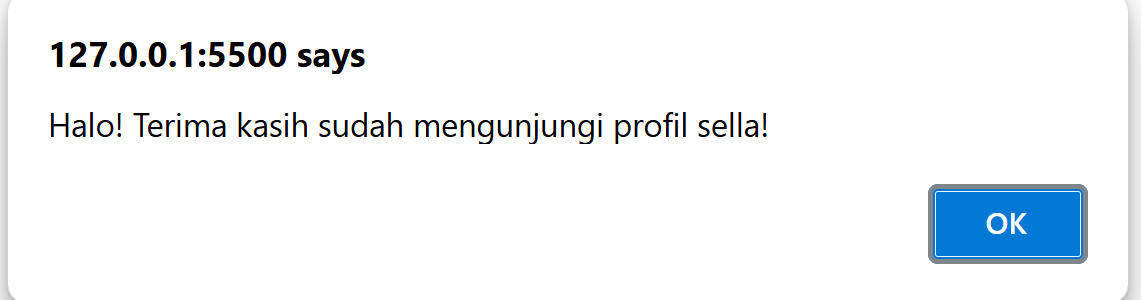 127.0.0.1:5500 says
Halo! Terima kasih sudah mengunjungi profil sella!
OK